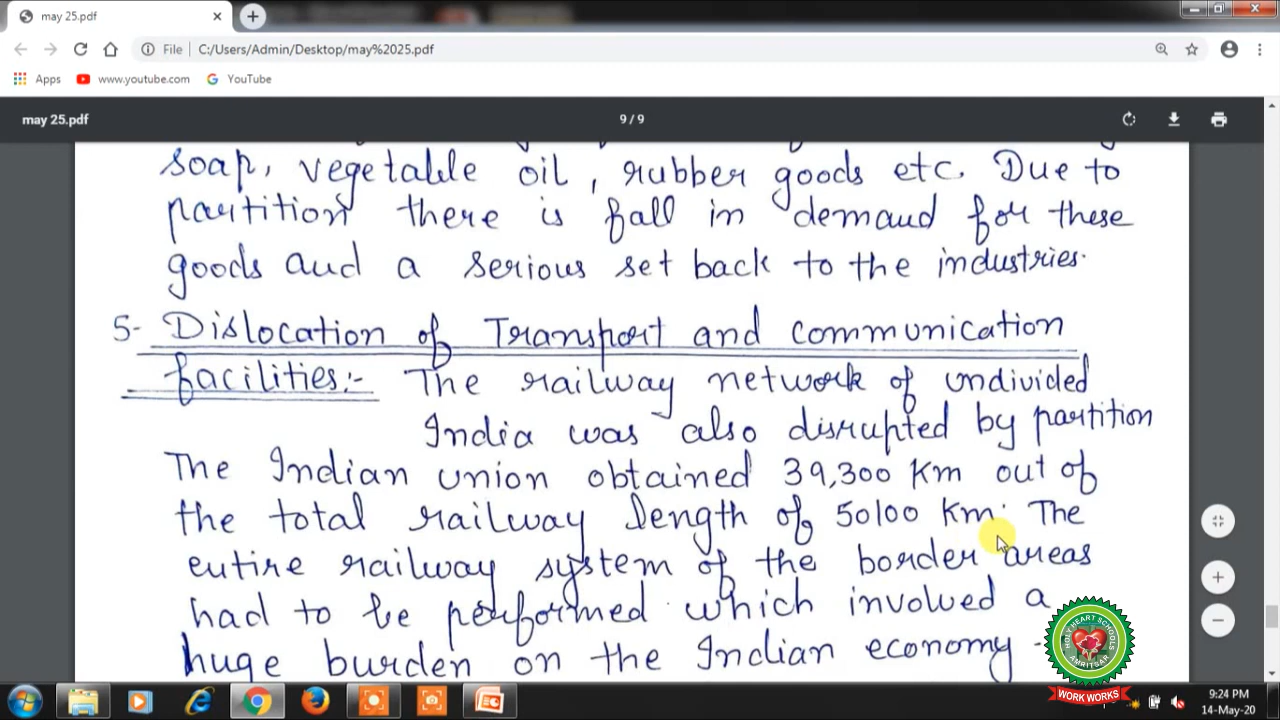 may 25.pdf
File
C:/Users/Admin/Desktop/may%2025.pdf
Apps
www.youtube.com
YouTube
may 25.pdf
9 / 9
soap, vegetable oil, rubber goods etc. Due to
partition there is fall in demand for these
goods and a serious set back to the industries.
5- Dislocation of Transport and communication
facilities:- The railway network of undivided
India was also disrupted by partition
The Indian union obtained 39,300 Km out of
the total railway length of 50100 Km. The
entire railway system of the border areas
had to be performed which involved a
huge burden on the Indian economy -
HOLY HEART SCHOOLS
AMRITSAR
WORK WORKS
9:24 PM
14-May-20